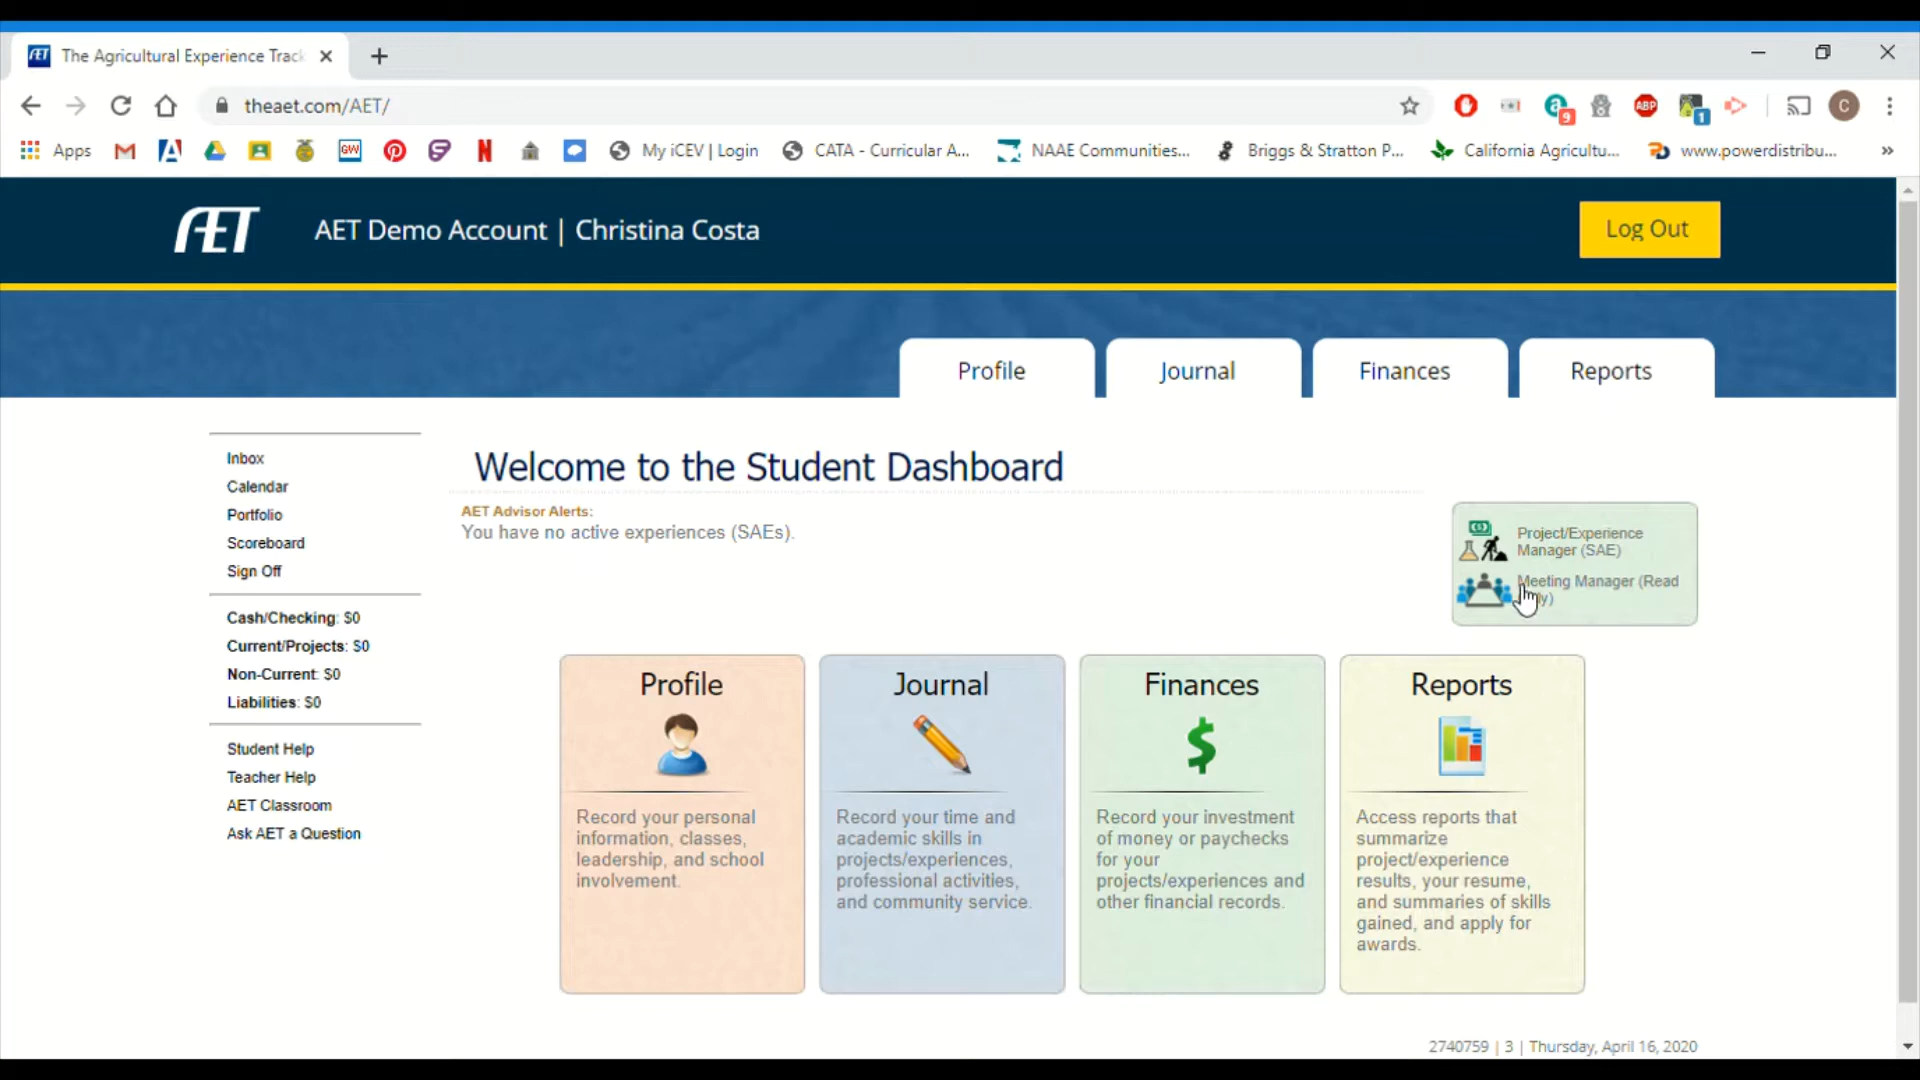 The Agricultural Experience Track
theaet.com/AET/
9
ABP
1
C
Apps
GW
My iCEV | Login
CATA - Curricular A...
NAAE Communities...
Briggs & Stratton P...
California Agricultu...
www.powerdistribu...
AET
AET Demo Account | Christina Costa
Log Out
Profile
Journal
Finances
Reports
Inbox
Calendar
Portfolio
Scoreboard
Sign Off
Cash/Checking: $0
Current/Projects: $0
Non-Current: $0
Liabilities: $0
Student Help
Teacher Help
AET Classroom
Ask AET a Question
Welcome to the Student Dashboard
AET Advisor Alerts:
You have no active experiences (SAEs).
Project/Experience
Manager (SAE)
Meeting Manager (Read
Profile
Record your personal
information, classes,
leadership, and school
involvement.
Journal
Record your time and
academic skills in
projects/experiences,
professional activities,
and community service.
Finances
Record your investment
of money or paychecks
for your
projects/experiences and
other financial records.
Reports
Access reports that
summarize
project/experience
results, your resume,
and summaries of skills
gained, and apply for
awards.
2740759 | 3 | Thursday, April 16, 2020